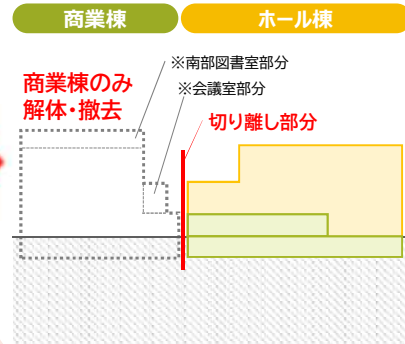 商業棟
ホール棟
※南部図書室部分
商業棟のみ
解体・撤去
※会議室部分
切り離し部分